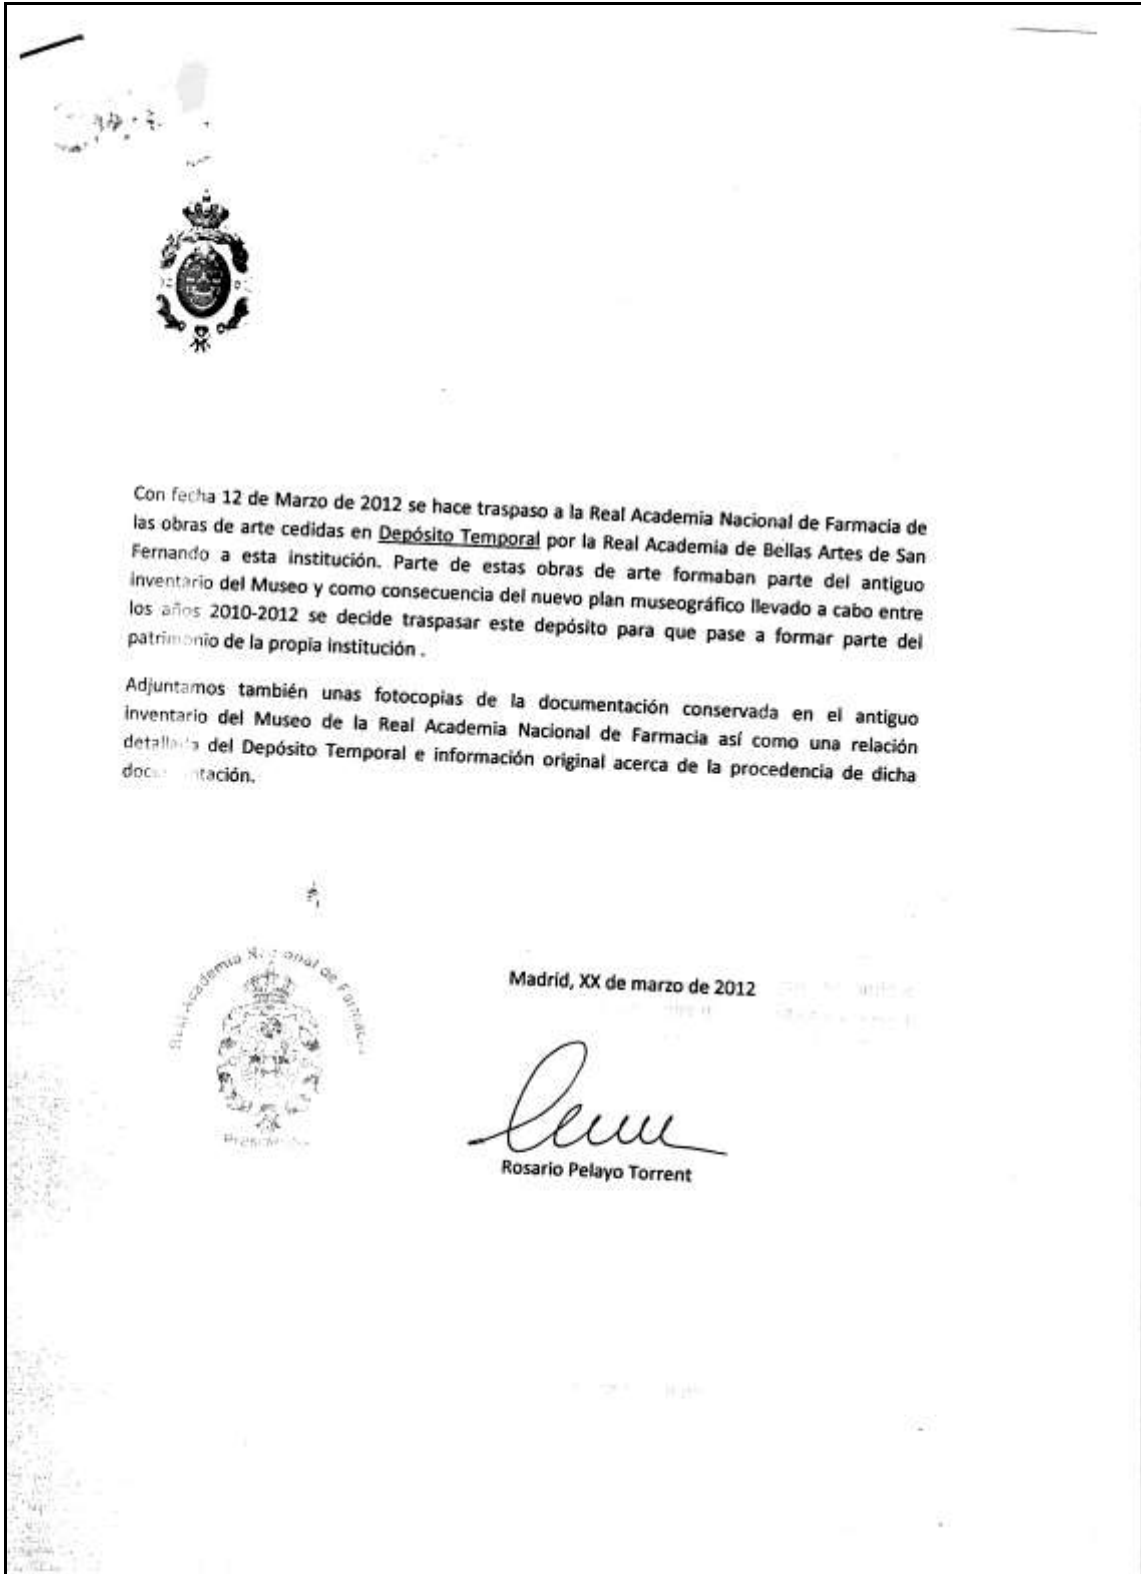 Con fecha 12 de Marzo de 2012 se hace traspaso a la Real Academia Nacional de Farmacia de
las obras de arte cedidas en Depósito Temporal por la Real Academia de Bellas Artes de San
Fernando a esta institución. Parte de estas obras de arte formaban parte del antiguo
inventario del Museo y como consecuencia del nuevo plan museográfico llevado a cabo entre
los años 2010-2012 se decide traspasar este depósito para que pase a formar parte del
patrimonio de la propia institución .
Adjuntamos también unas fotocopias de la documentación conservada en el antiguo
inventario del Museo de la Real Academia Nacional de Farmacia así como una relación
detallada del Depósito Temporal e información original acerca de la procedencia de dicha
documentación.
Real Academia Nacional de Farmacia
Madrid, XX de marzo de 2012
Rosario Pelayo Torrent